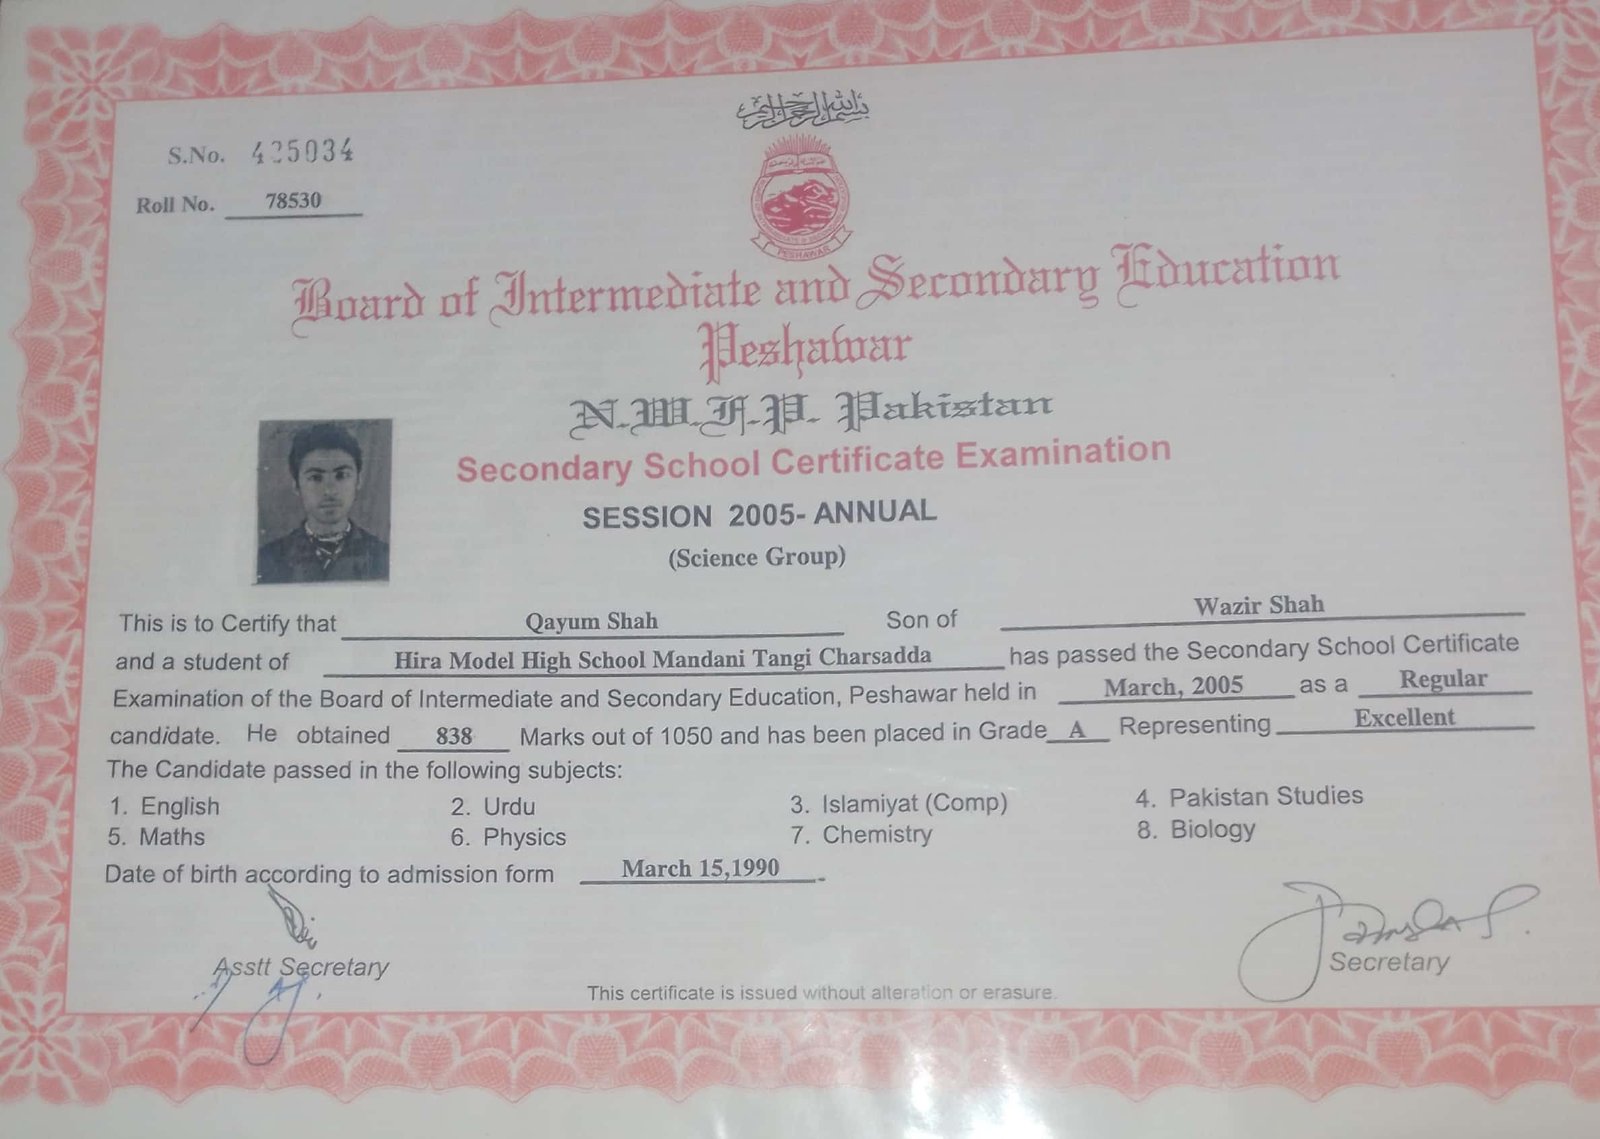 بسم الله الرحمن الرحيم
S.No. 425034
Roll No. 78530
PESHAWAR
Board of Intermediate and Secondary Education
Peshawar
N.W.F.P. Pakistan
Secondary School Certificate Examination
SESSION 2005- ANNUAL
(Science Group)
This is to Certify that Qayum Shah Son of Wazir Shah
and a student of Hira Model High School Mandani Tangi Charsadda has passed the Secondary School Certificate
Examination of the Board of Intermediate and Secondary Education, Peshawar held in March, 2005 as a Regular
candidate. He obtained 838 Marks out of 1050 and has been placed in Grade A Representing Excellent
The Candidate passed in the following subjects:
1. English 2. Urdu 3. Islamiyat (Comp) 4. Pakistan Studies
5. Maths 6. Physics 7. Chemistry 8. Biology
Date of birth according to admission form March 15,1990
Asstt Secretary
Secretary
This certificate is issued without alteration or erasure.